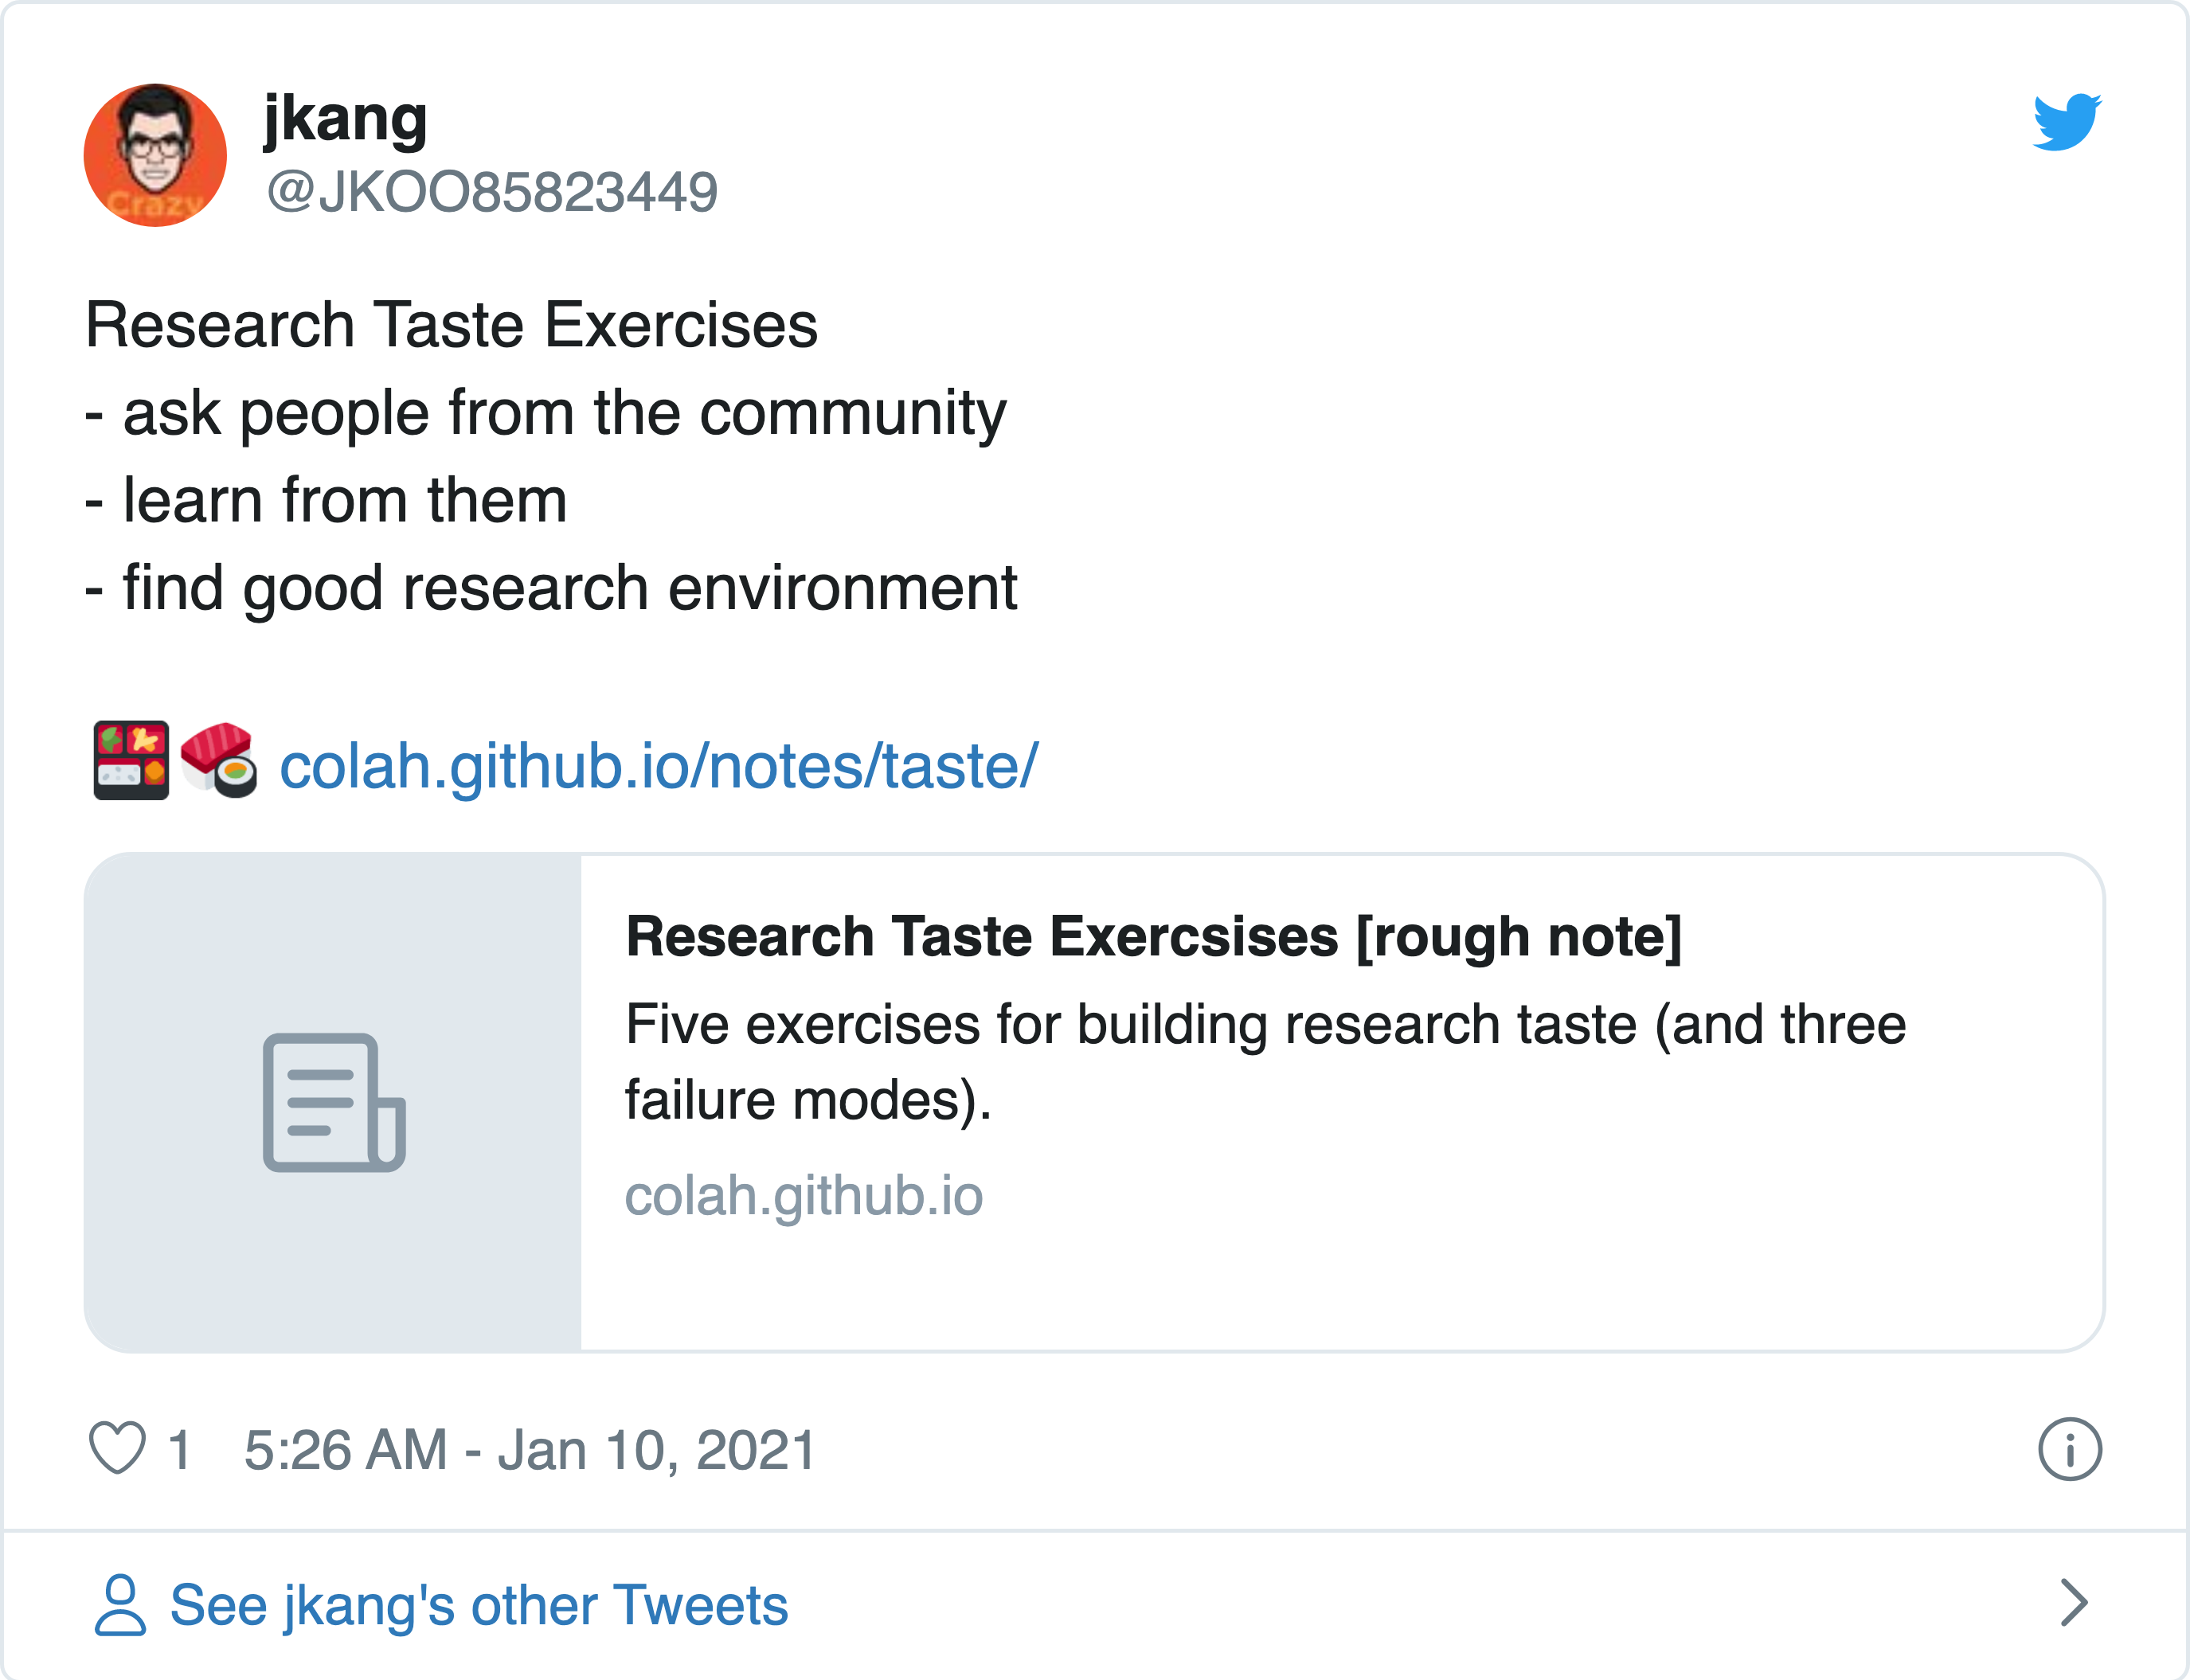 Crazy
jkang
@JKOO85823449
Research Taste Exercises
- ask people from the community
- learn from them
- find good research environment
🍱🍣 colah.github.io/notes/taste/
Research Taste Exercsises [rough note]
Five exercises for building research taste (and three
failure modes).
colah.github.io
1 5:26 AM - Jan 10, 2021
See jkang's other Tweets